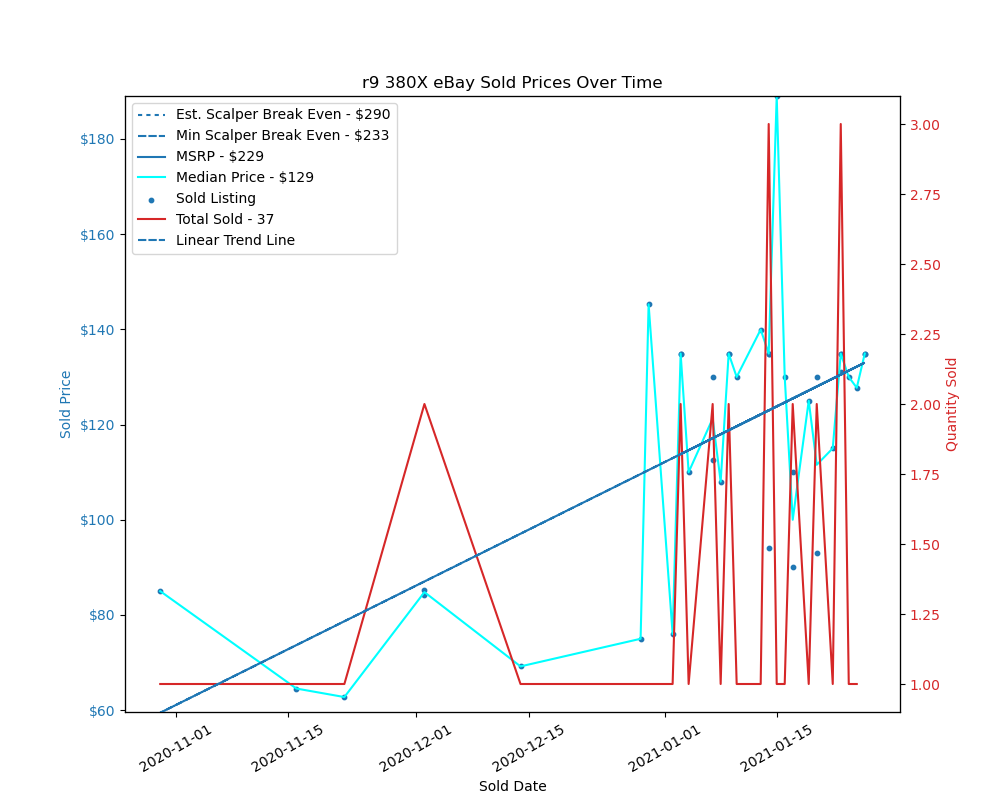 r9 380X eBay Sold Prices Over Time
Est. Scalper Break Even - $290
Min Scalper Break Even - $233
MSRP - $229
Median Price - $129
Sold Listing
Total Sold - 37
Linear Trend Line
$180
$160
$140
$120
$100
$80
$60
Sold Price
3.00
2.75
2.50
2.25
2.00
1.75
1.50
1.25
1.00
Quantity Sold
2020-11-01
2020-11-15
2020-12-01
2020-12-15
2021-01-01
2021-01-15
Sold Date